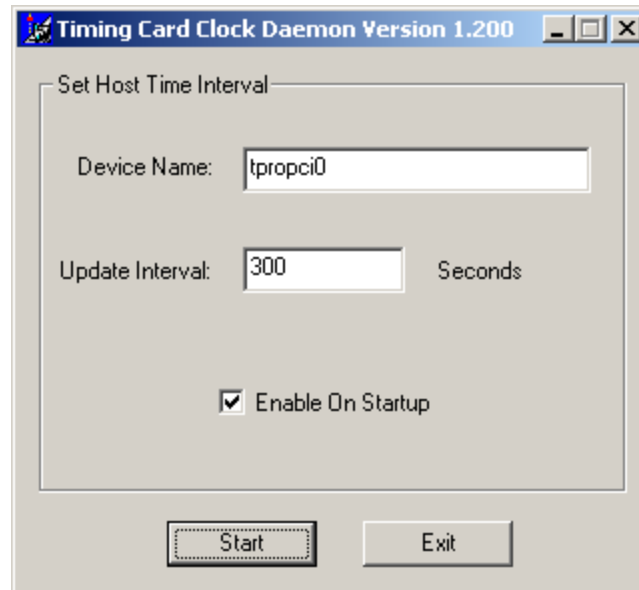 Timing Card Clock Daemon Version 1.200
Set Host Time Interval
Device Name: tpropci0
Update Interval: 300 Seconds
Enable On Startup
Start Exit